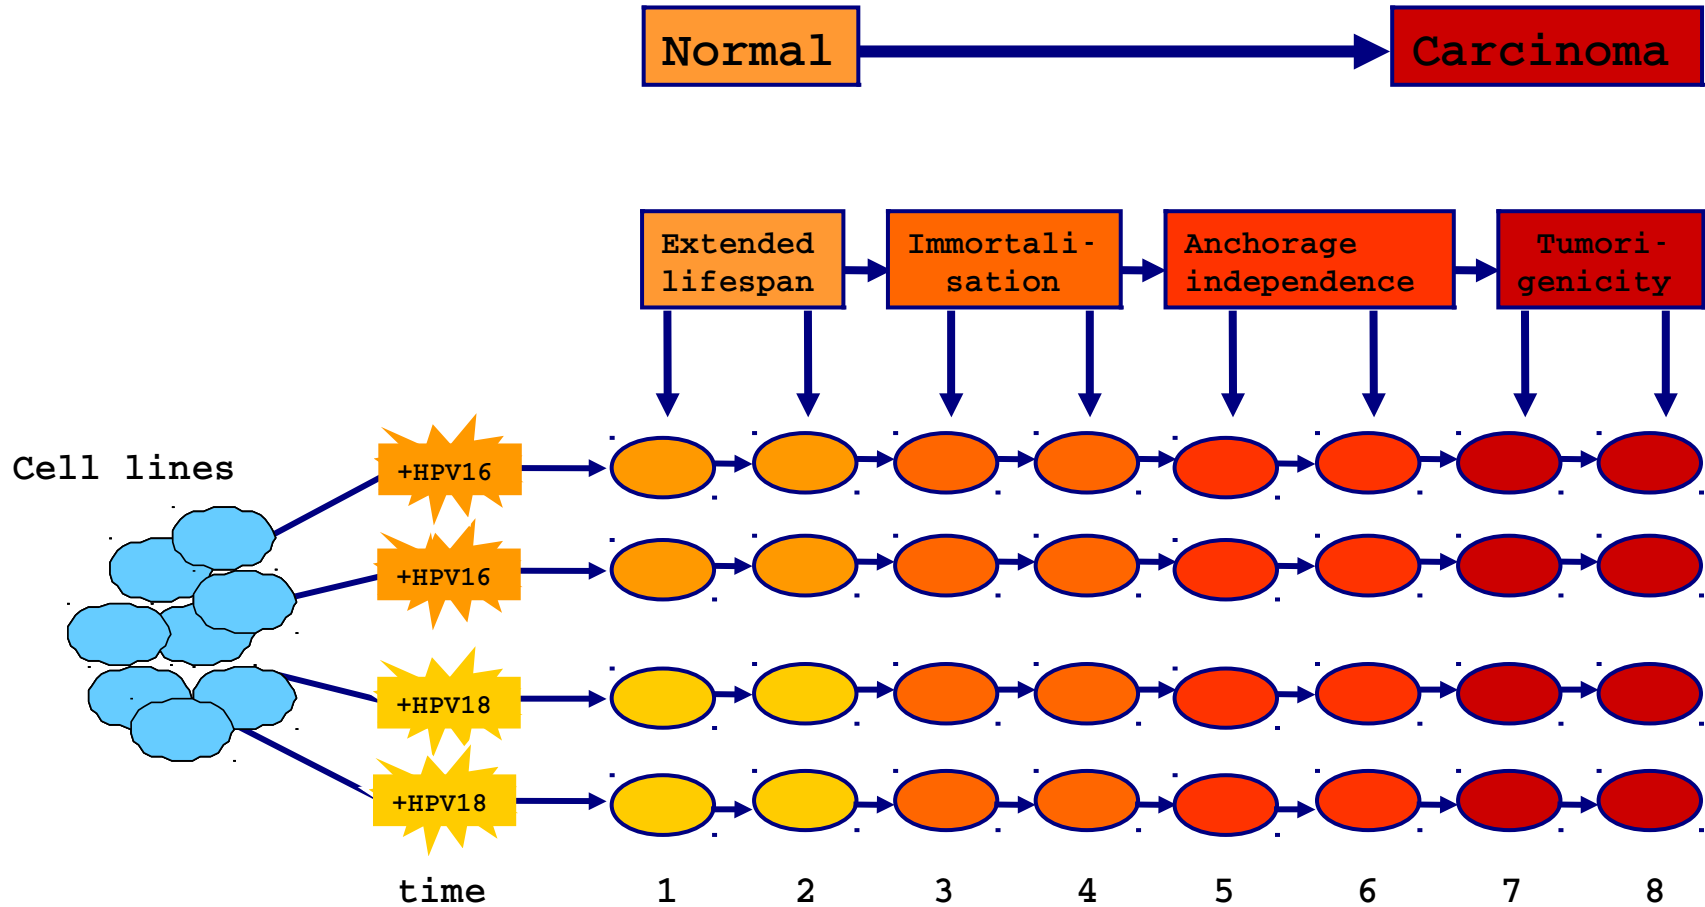 Normal
Carcinoma
Extended
lifespan
Immortali-
sation
Anchorage
independence
Tumori-
genicity
Cell lines
+HPV16
+HPV16
+HPV18
+HPV18
time 1 2 3 4 5 6 7 8